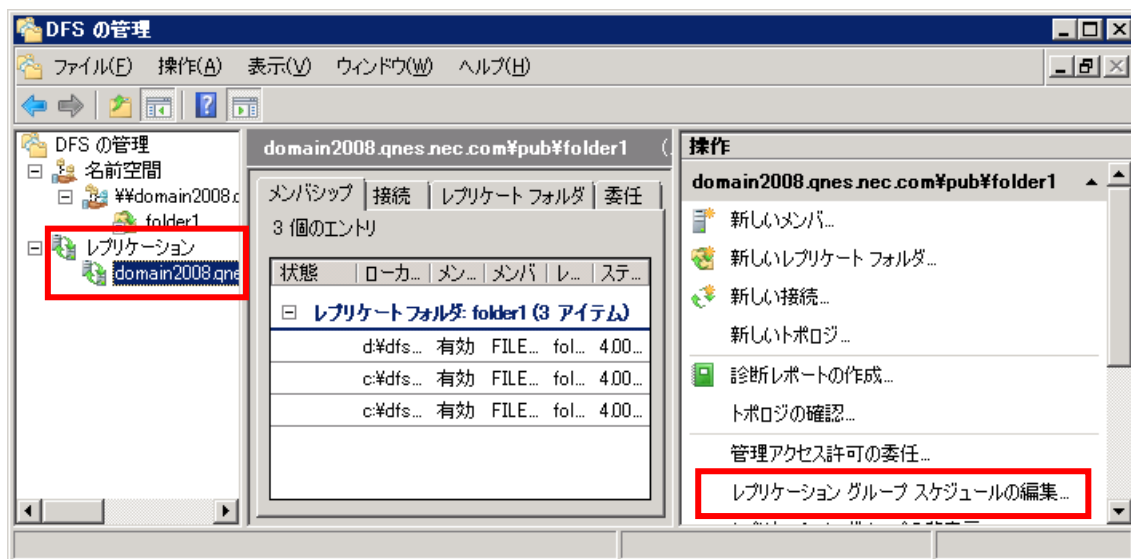 DFS の管理
ファイル(F) 操作(A) 表示(V) ウィンドウ(W) ヘルプ(H)
DFS の管理
名前空間
¥¥domain2008.c
folder1
レプリケーション
domain2008.qne
domain2008.qnes.nec.com¥pub¥folder1 (
メンバシップ 接続 レプリケート フォルダ 委任
3 個のエントリ
状態 ローカ... メン... メンバ レ... ステ...
レプリケート フォルダ: folder1 (3 アイテム)
d:¥dfs... 有効 FILE... fol... 4.00...
c:¥dfs... 有効 FILE... fol... 4.00...
c:¥dfs... 有効 FILE... fol... 4.00...
操作
domain2008.qnes.nec.com¥pub¥folder1
新しいメンバ...
新しいレプリケート フォルダ...
新しい接続...
新しいトポロジ...
診断レポートの作成...
トポロジの確認...
管理アクセス許可の委任...
レプリケーション グループ スケジュールの編集...